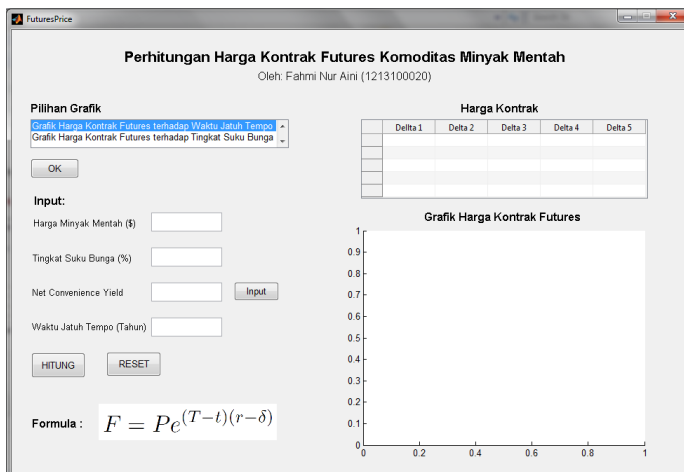 FuturesPrice
Perhitungan Harga Kontrak Futures Komoditas Minyak Mentah
Oleh: Fahmi Nur Aini (1213100020)
Pilihan Grafik
Grafik Harga Kontrak Futures terhadap Waktu Jatuh Tempo
Grafik Harga Kontrak Futures terhadap Tingkat Suku Bunga
OK
Input:
Harga Minyak Mentah ($)
Tingkat Suku Bunga (%)
Net Convenience Yield
Input
Waktu Jatuh Tempo (Tahun)
HITUNG
RESET
Formula :
F = Pe^{(T−t)(r−δ)}
Harga Kontrak
Dellta 1
Delta 2
Delta 3
Delta 4
Delta 5
Grafik Harga Kontrak Futures
1
0.9
0.8
0.7
0.6
0.5
0.4
0.3
0.2
0.1
0
0 0.2 0.4 0.6 0.8 1